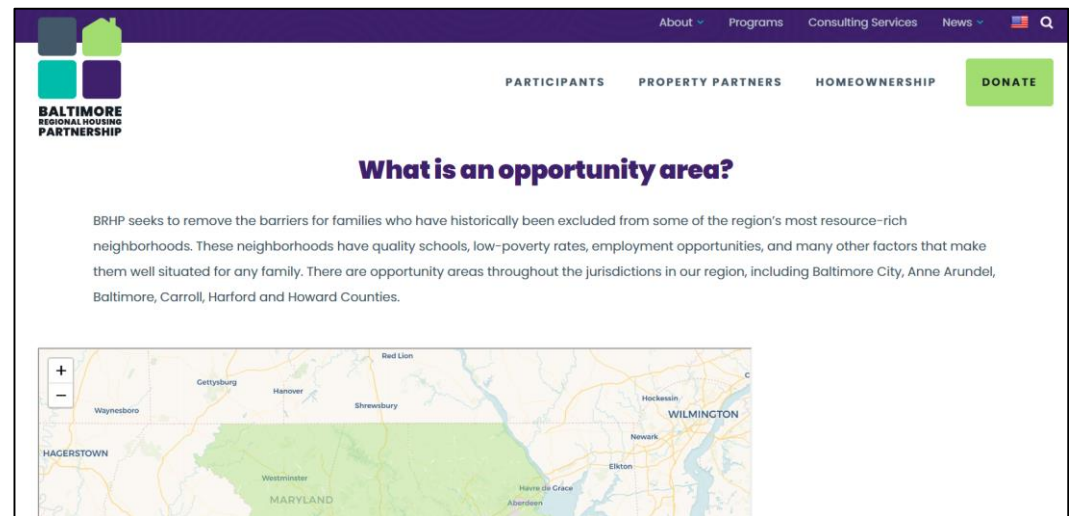 About Programs Consulting Services News
BALTIMORE
REGIONAL HOUSING
PARTNERSHIP
PARTICIPANTS PROPERTY PARTNERS HOMEOWNERSHIP DONATE
What is an opportunity area?
BRHP seeks to remove the barriers for families who have historically been excluded from some of the region's most resource-rich
neighborhoods. These neighborhoods have quality schools, low-poverty rates, employment opportunities, and many other factors that make
them well situated for any family. There are opportunity areas throughout the jurisdictions in our region, including Baltimore City, Anne Arundel,
Baltimore, Carroll, Harford and Howard Counties.
+
−
Red Lion
Gettysburg
Hanover
Shrewsbury
Waynesboro
Hockessin
WILMINGTON
Newark
HAGERSTOWN
Elkton
Westminster
Havre de Grace
MARYLAND
Aberdeen
C